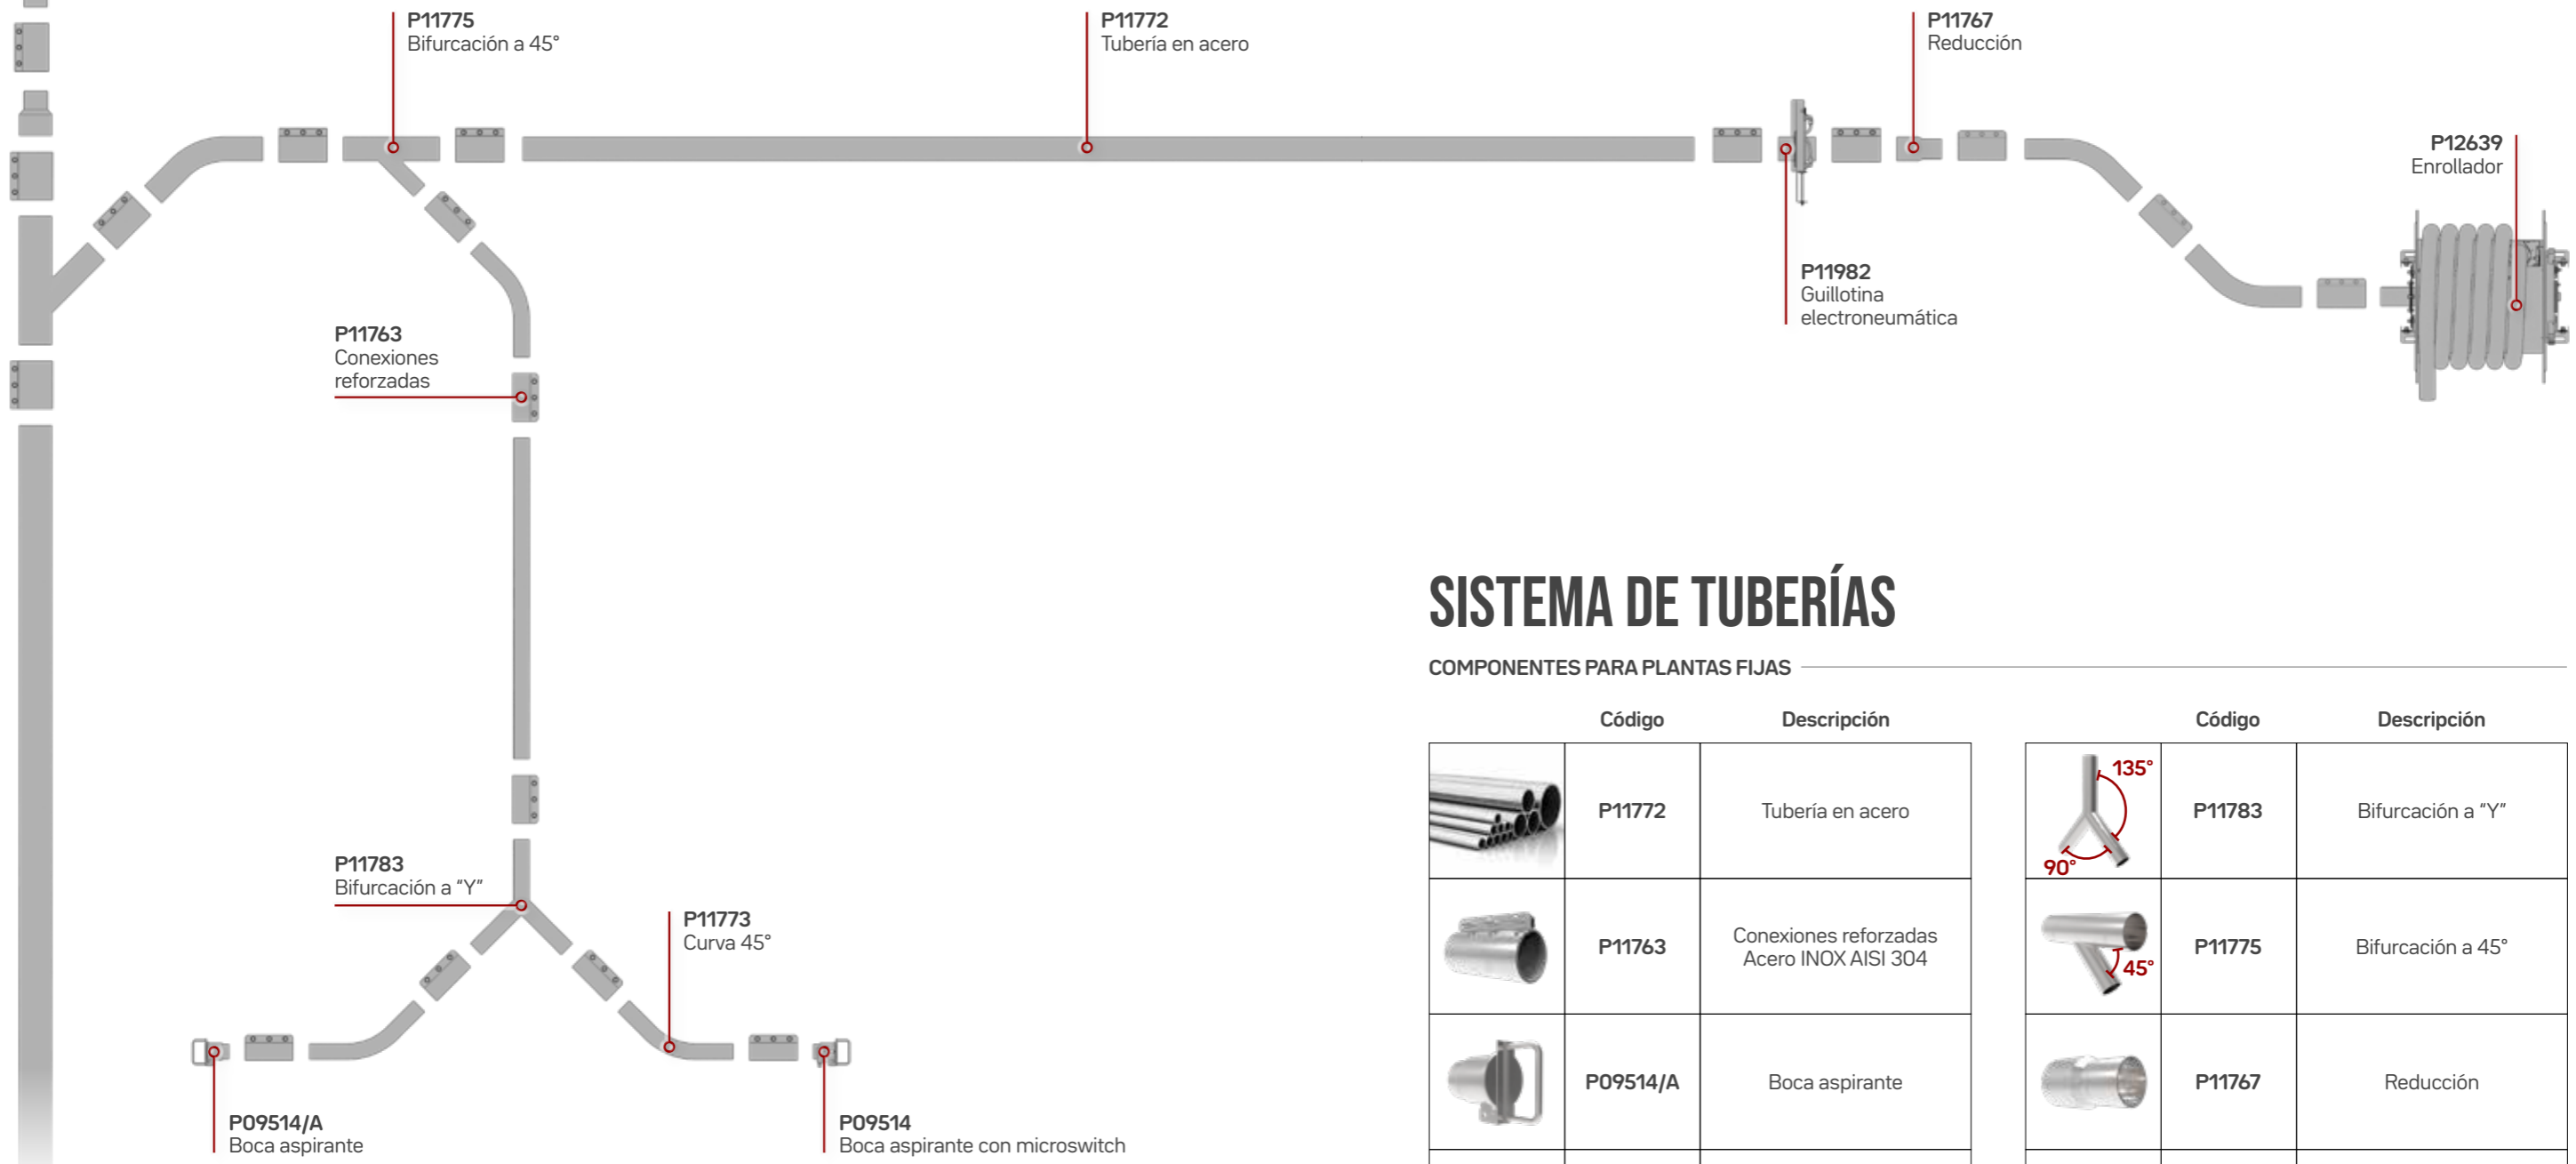 P11775
Bifurcación a 45°
P11772
Tubería en acero
P11767
Reducción
P12639
Enrollador
P11982
Guillotina
electroneumática
P11763
Conexiones
reforzadas
P11783
Bifurcación a “Y”
P11773
Curva 45°
P09514/A
Boca aspirante
P09514
Boca aspirante con microswitch
SISTEMA DE TUBERÍAS
COMPONENTES PARA PLANTAS FIJAS
Código Descripción
P11772 Tubería en acero
P11763 Conexiones reforzadas
Acero INOX AISI 304
P09514/A Boca aspirante
Código Descripción
135°
90°
P11783 Bifurcación a “Y”
45°
P11775 Bifurcación a 45°
P11767 Reducción